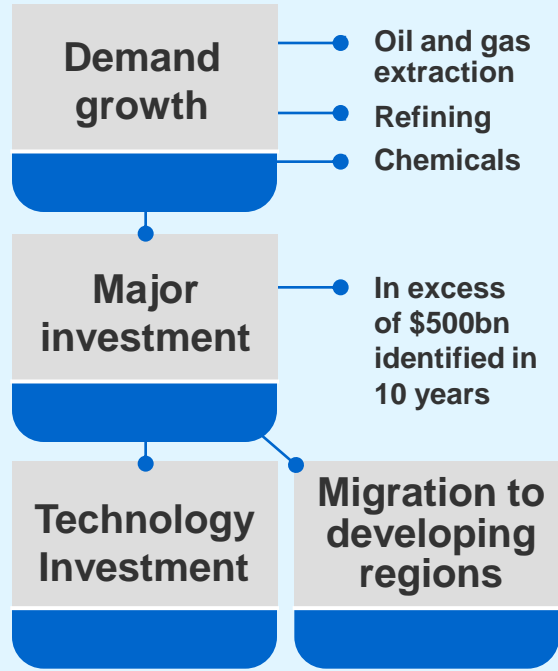 Demand
growth
Oil and gas
extraction
Refining
Chemicals
Major
investment
In excess
of $500bn
identified in
10 years
Technology
Investment
Migration to
developing
regions